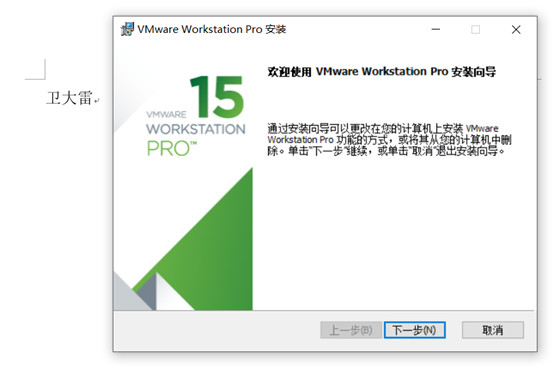 VMware Workstation Pro 安装
卫大雷
VMWARE 15
WORKSTATION
PRO™
欢迎使用 VMware Workstation Pro 安装向导
通过安装向导可以更改在您的计算机上安装 VMware
Workstation Pro 功能的方式，或将其从您的计算机中删
除。单击“下一步”继续，或单击“取消”退出安装向导。
上一步(B) 下一步(N) 取消